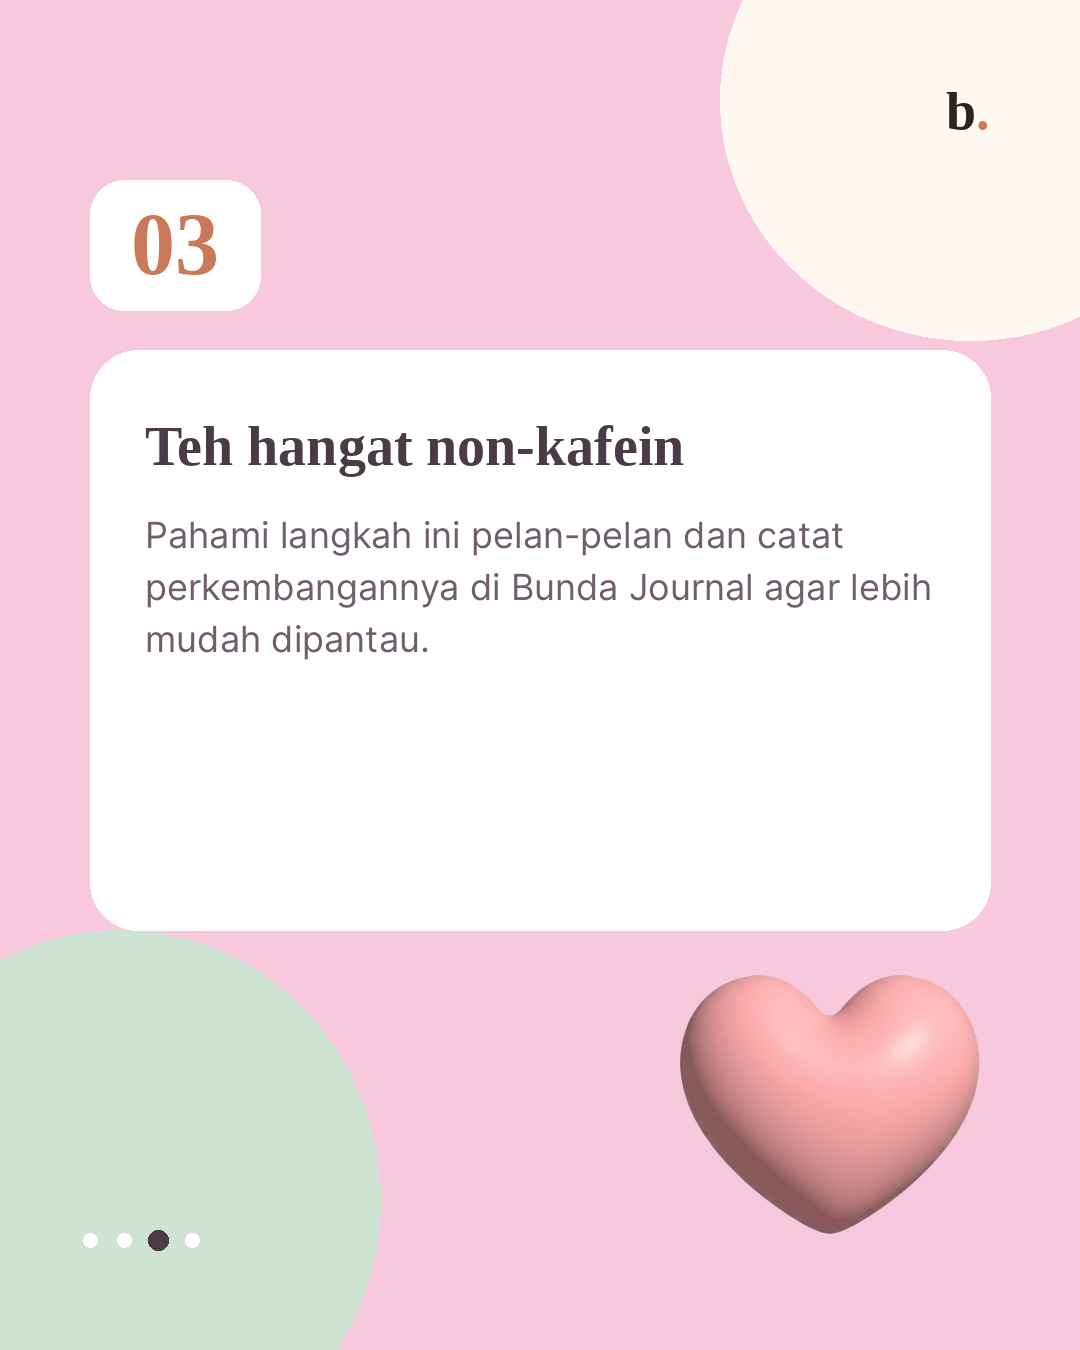 b.
03
Teh hangat non-kafein
Pahami langkah ini pelan-pelan dan catat
perkembangannya di Bunda Journal agar lebih
mudah dipantau.